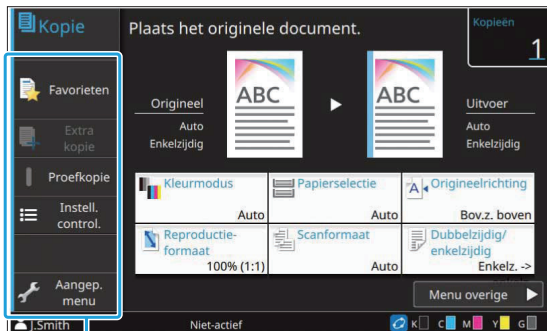 Kopie
Plaats het originele document.
Kopieën
1
Favorieten
Extra
kopie
Proefkopie
Instell.
control.
Aangep.
menu
Origineel
Auto
Enkelzijdig
ABC
ABC
Uitvoer
Auto
Enkelzijdig
Kleurmodus
Auto
Papierselectie
Auto
A
Origineelrichting
Bov.z. boven
Reproductie-
formaat
100% (1:1)
Scanformaat
Auto
Dubbelzijdig/
enkelzijdig
Enkelz. ->
Menu overige
J.Smith
Niet-actief
K C M Y G